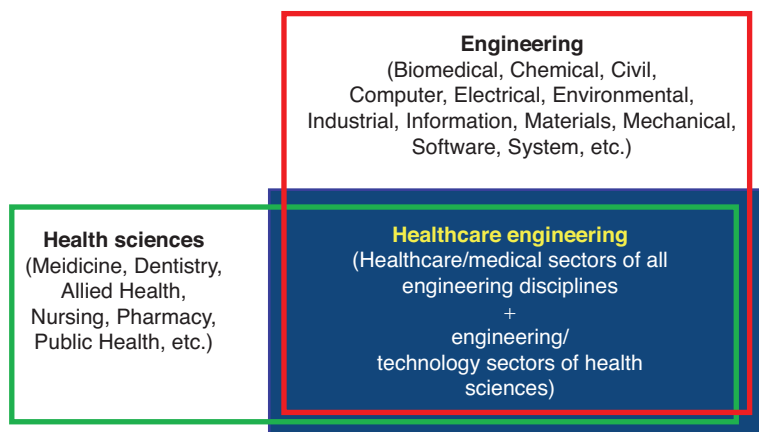 Engineering
(Biomedical, Chemical, Civil,
Computer, Electrical, Environmental,
Industrial, Information, Materials, Mechanical,
Software, System, etc.)
Health sciences
(Meidicine, Dentistry,
Allied Health,
Nursing, Pharmacy,
Public Health, etc.)
Healthcare engineering
(Healthcare/medical sectors of all
engineering disciplines
+
engineering/
technology sectors of health
sciences)